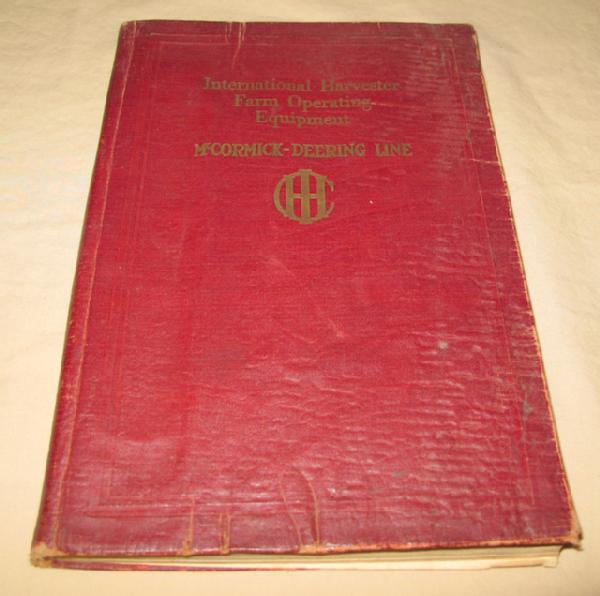 International Harvester
Farm Operating
Equipment
McCORMICK-DEERING LINE
IHC